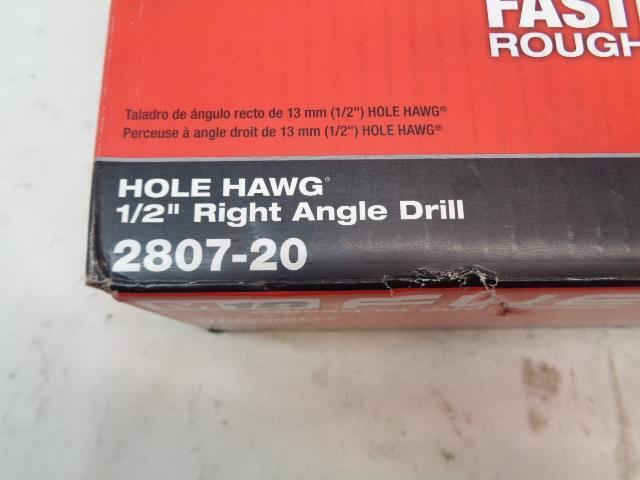 ROUGH
Taladro de ángulo recto de 13 mm (1/2") HOLE HAWG®
Perceuse à angle droit de 13 mm (1/2") HOLE HAWG®
HOLE HAWG®
1/2" Right Angle Drill
2807-20